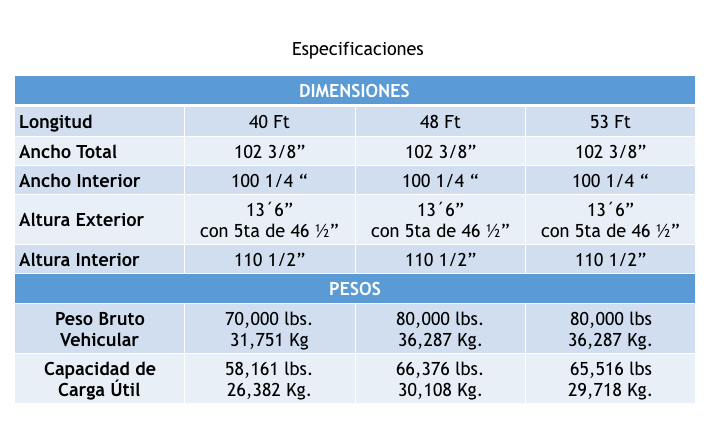 Especificaciones
DIMENSIONES
Longitud 40 Ft 48 Ft 53 Ft
Ancho Total 102 3/8” 102 3/8” 102 3/8”
Ancho Interior 100 1/4 “ 100 1/4 “ 100 1/4 “
Altura Exterior 13´6” con 5ta de 46 ½” 13´6” con 5ta de 46 ½” 13´6” con 5ta de 46 ½”
Altura Interior 110 1/2” 110 1/2” 110 1/2”
PESOS
Peso Bruto 70,000 lbs. 80,000 lbs. 80,000 lbs
Vehicular 31,751 Kg 36,287 Kg. 36,287 Kg.
Capacidad de 58,161 lbs. 66,376 lbs. 65,516 lbs
Carga Útil 26,382 Kg. 30,108 Kg. 29,718 Kg.